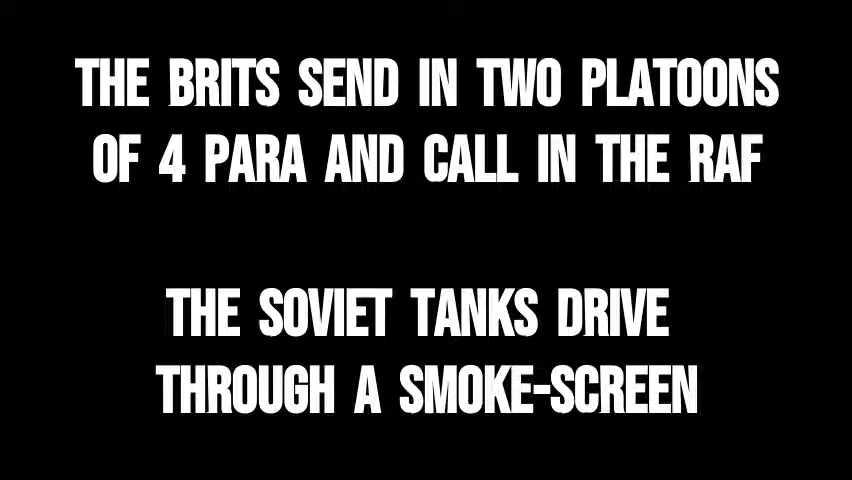 THE BRITS SEND IN TWO PLATOONS
OF 4 PARA AND CALL IN THE RAF
THE SOVIET TANKS DRIVE
THROUGH A SMOKE-SCREEN